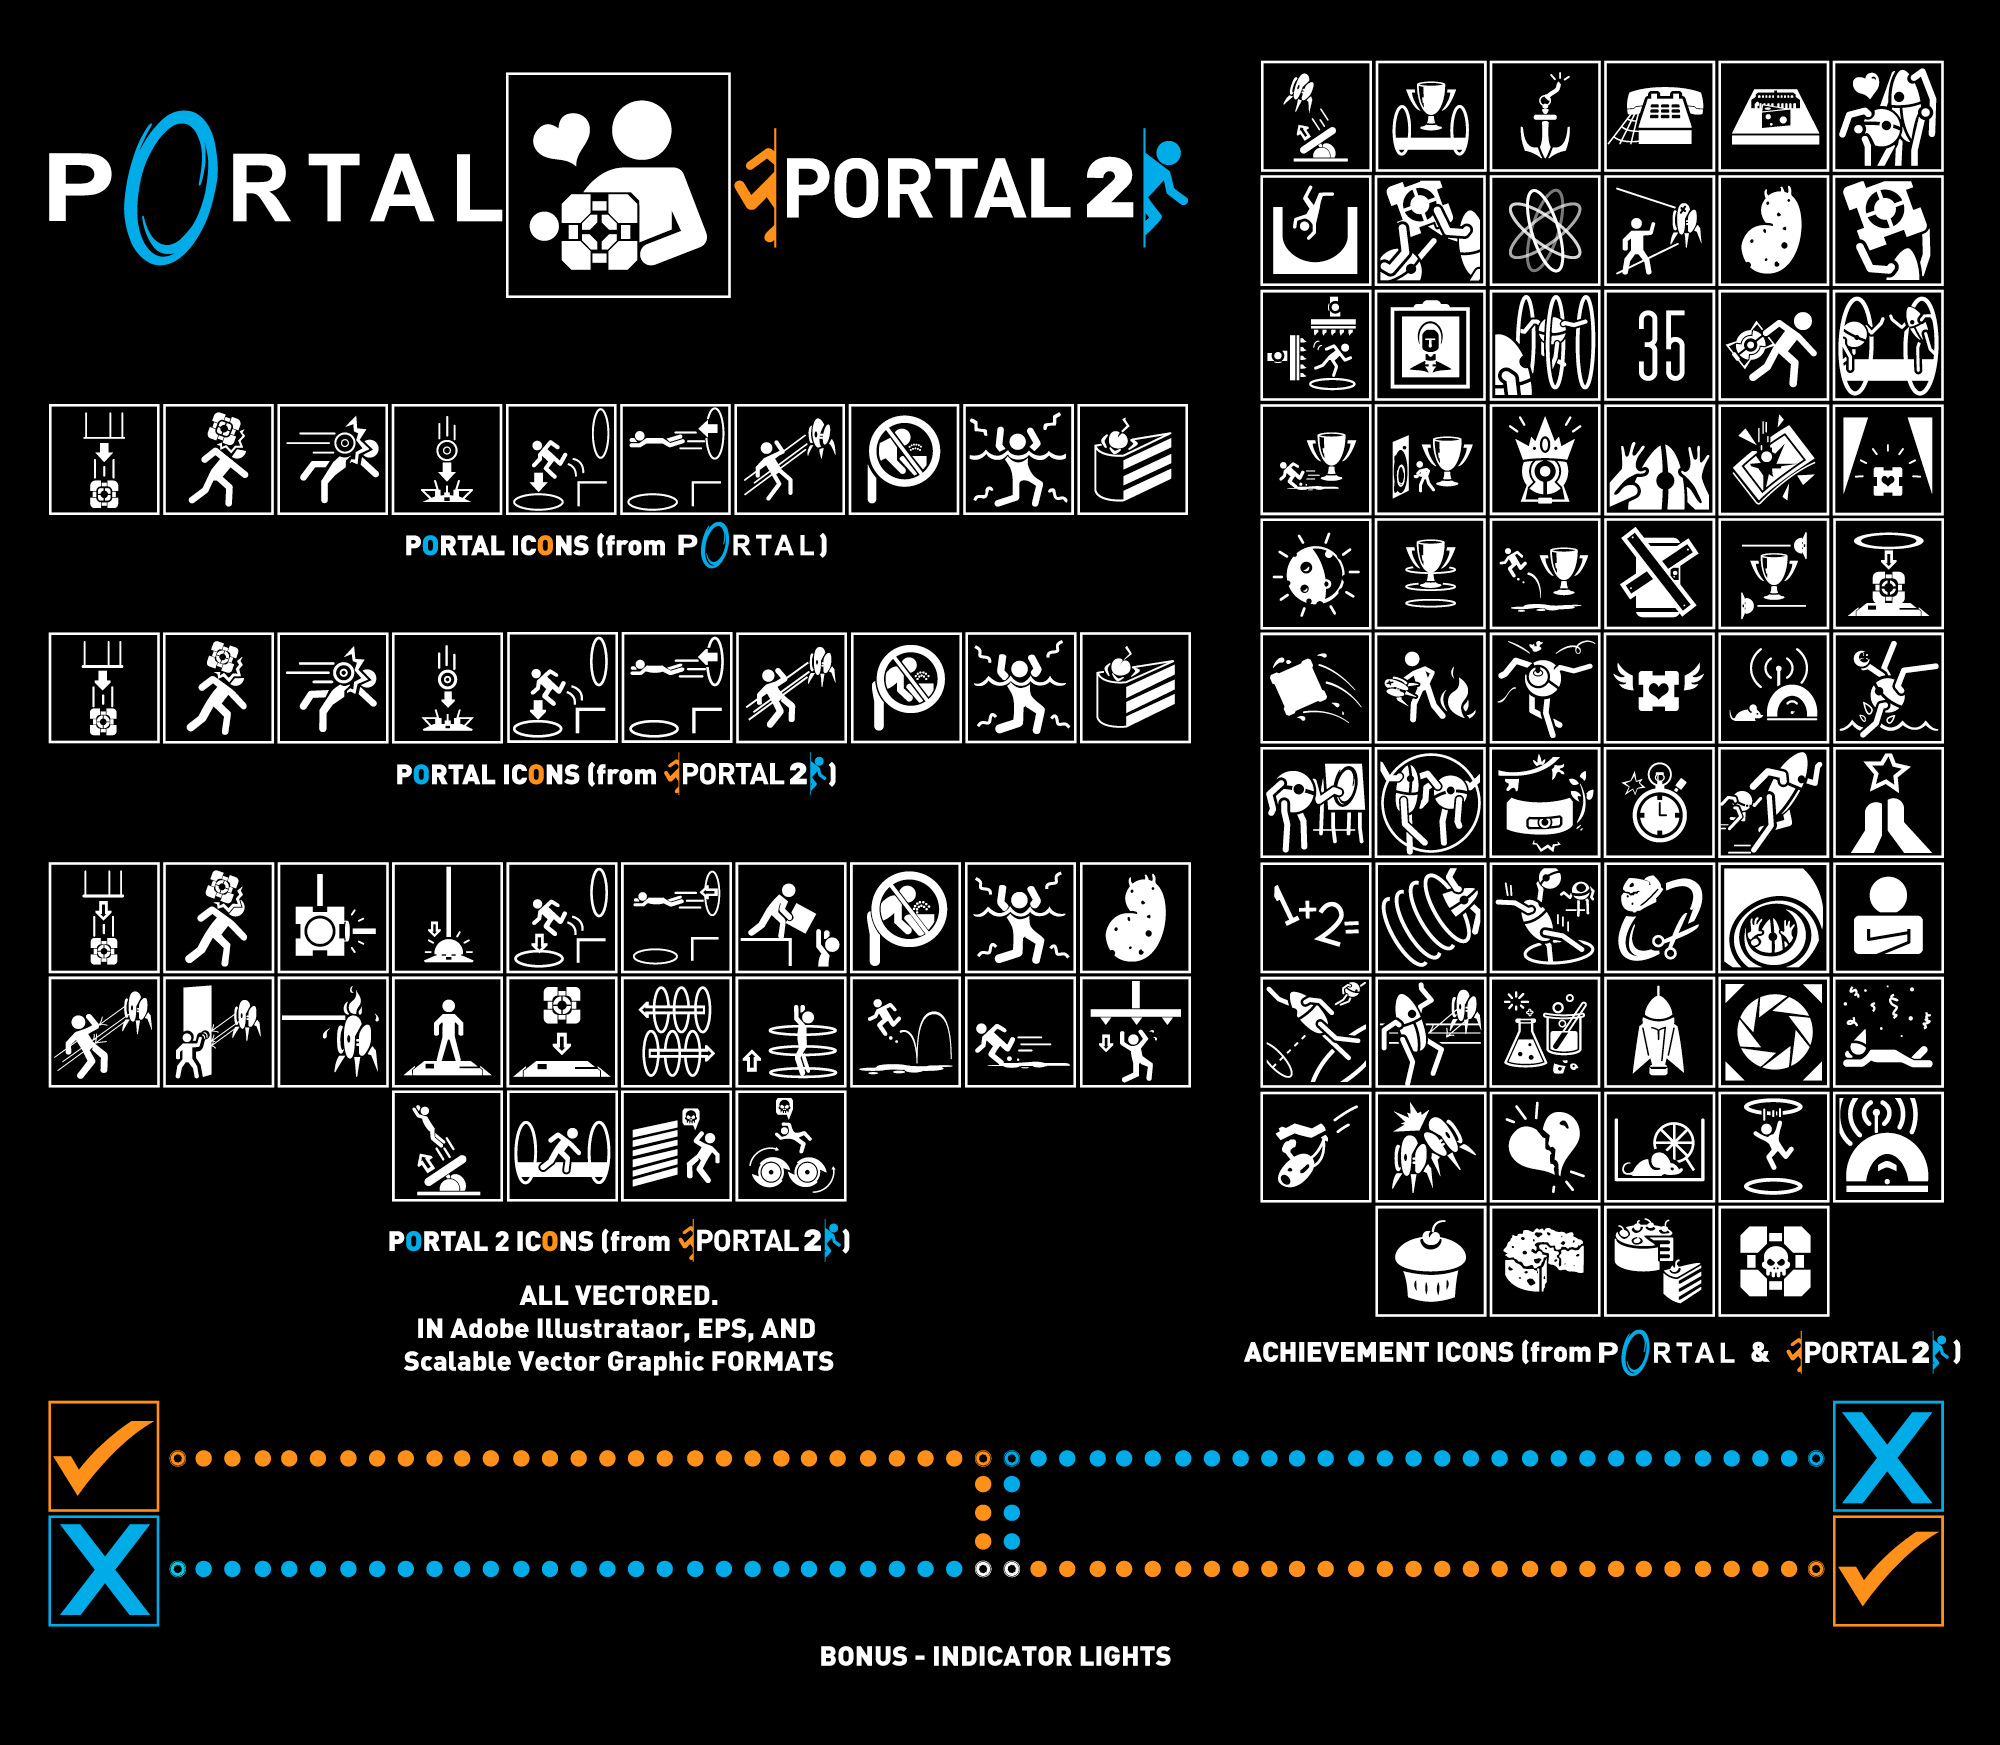 PORTAL
PORTAL 2
PORTAL ICONS (from PORTAL)
PORTAL ICONS (from PORTAL 2)
PORTAL 2 ICONS (from PORTAL 2)
ALL VECTORED.
IN Adobe Illustrataor, EPS, AND
Scalable Vector Graphic FORMATS
35
1+2=
ACHIEVEMENT ICONS (from PORTAL & PORTAL 2)
X
X
BONUS - INDICATOR LIGHTS